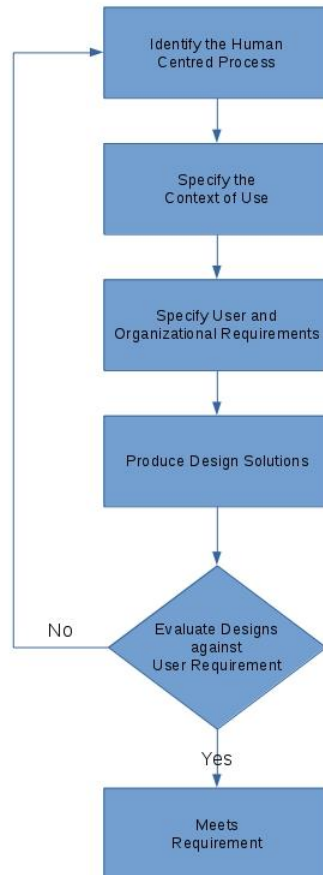 Identify the Human
Centred Process
Specify the
Context of Use
Specify User and
Organizational Requirements
Produce Design Solutions
Evaluate Designs
against
User Requirement
No
Yes
Meets
Requirement